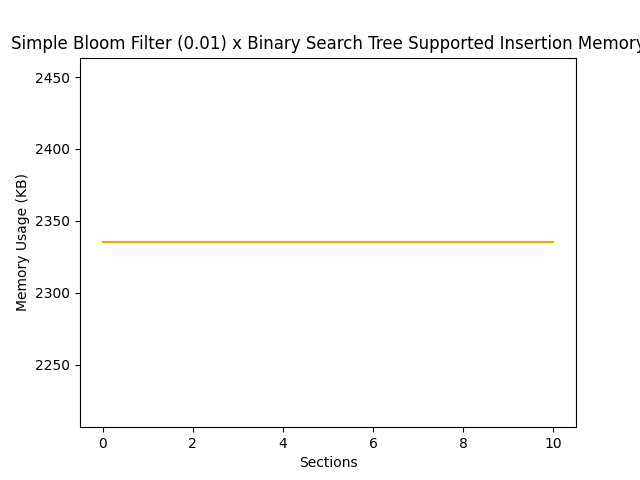 Simple Bloom Filter (0.01) x Binary Search Tree Supported Insertion Memory
2450
2400
2350
2300
2250
Memory Usage (KB)
0 2 4 6 8 10
Sections